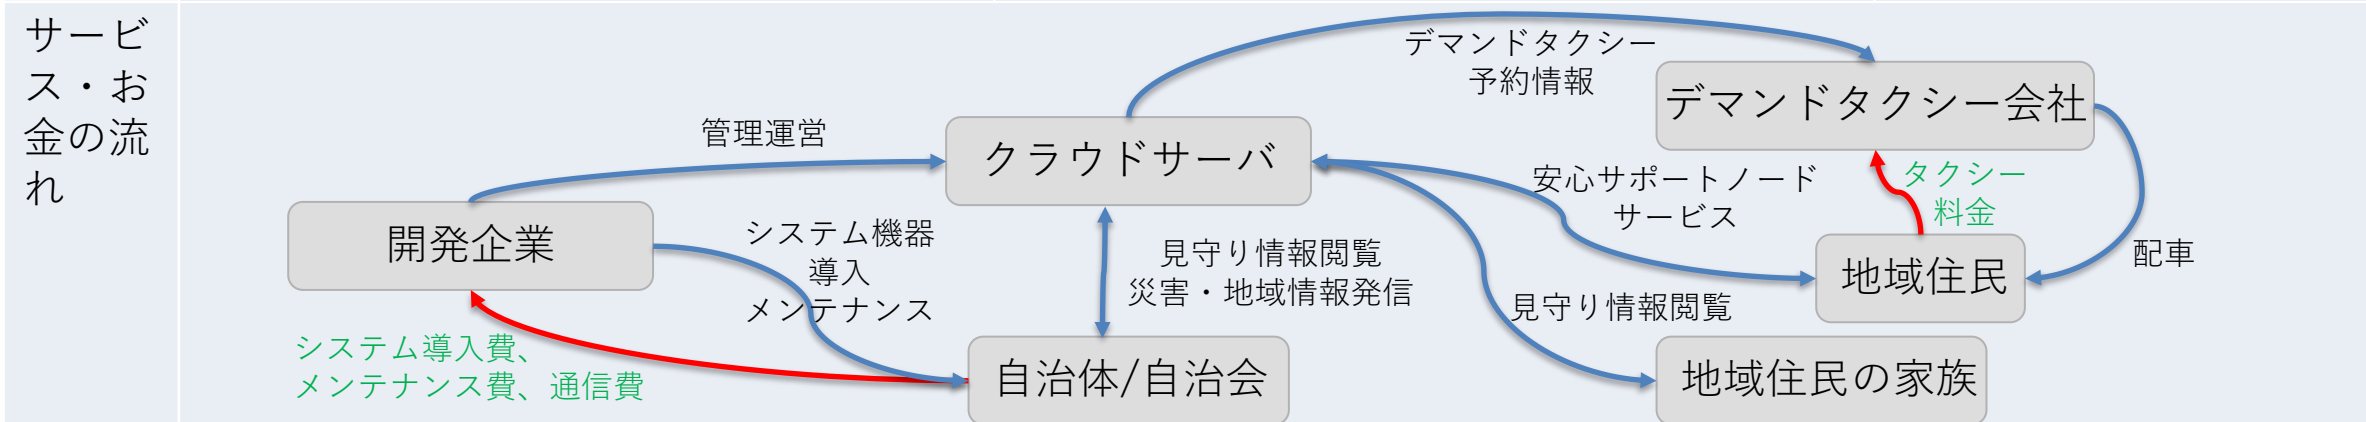 サービ
ス・お
金の流
れ
デマンドタクシー
予約情報
デマンドタクシー会社
管理運営
クラウドサーバ
安心サポートノード
サービス
タクシー
料金
開発企業
システム機器
導入
メンテナンス
見守り情報閲覧
災害・地域情報発信
地域住民
配車
見守り情報閲覧
システム導入費、
メンテナンス費、通信費
自治体/自治会
地域住民の家族